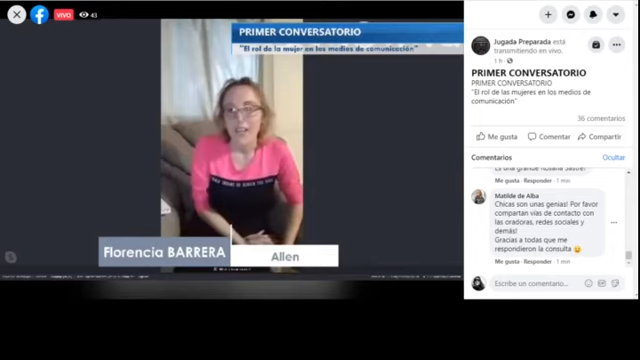 VIVO
43
PRIMER CONVERSATORIO
"El rol de la mujer en los medios de comunicación"
Florencia BARRERA
Allen
Jugada Preparada está
transmitiendo en vivo.
1 h
PRIMER CONVERSATORIO
PRIMER CONVERSATORIO
"El rol de las mujeres en los medios de
comunicación"
36 comentarios
Me gusta
Comentar
Compartir
Comentarios
Ocultar
Me gusta · Responder · 1 min
Matilde de Alba
Chicas son unas genias! Por favor
compartan vías de contacto con
las oradoras, redes sociales y
demás!
Gracias a todas que me
respondieron la consulta
Me gusta · Responder · 1 min
Escribe un comentario...